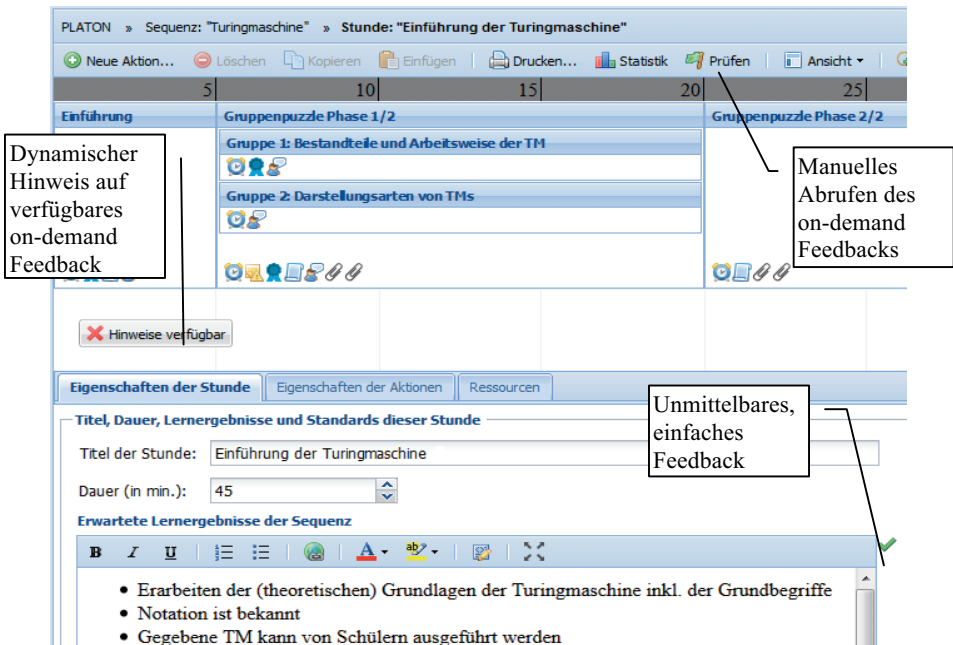 PLATON » Sequenz: "Turingmaschine" » Stunde: "Einführung der Turingmaschine"
Neue Aktion... Löschen Kopieren Einfügen Drucken... Statistik Prüfen Ansicht
5 10 15 20 25
Einführung Gruppenpuzzle Phase 1/2 Gruppenpuzzle Phase 2/2
Gruppe 1: Bestandteile und Arbeitsweise der TM
Gruppe 2: Darstellungsarten von TMs
Dynamischer
Hinweis auf
verfügbares
on-demand
Feedback
Manuelles
Abrufen des
on-demand
Feedbacks
Hinweise verfügbar
Eigenschaften der Stunde Eigenschaften der Aktionen Ressourcen
Unmittelbares,
einfaches
Feedback
Titel, Dauer, Lernergebnisse und Standards dieser Stunde
Titel der Stunde: Einführung der Turingmaschine
Dauer (in min.): 45
Erwartete Lernergebnisse der Sequenz
B I U A ab
• Erarbeiten der (theoretischen) Grundlagen der Turingmaschine inkl. der Grundbegriffe
• Notation ist bekannt
• Gegebene TM kann von Schülern ausgeführt werden